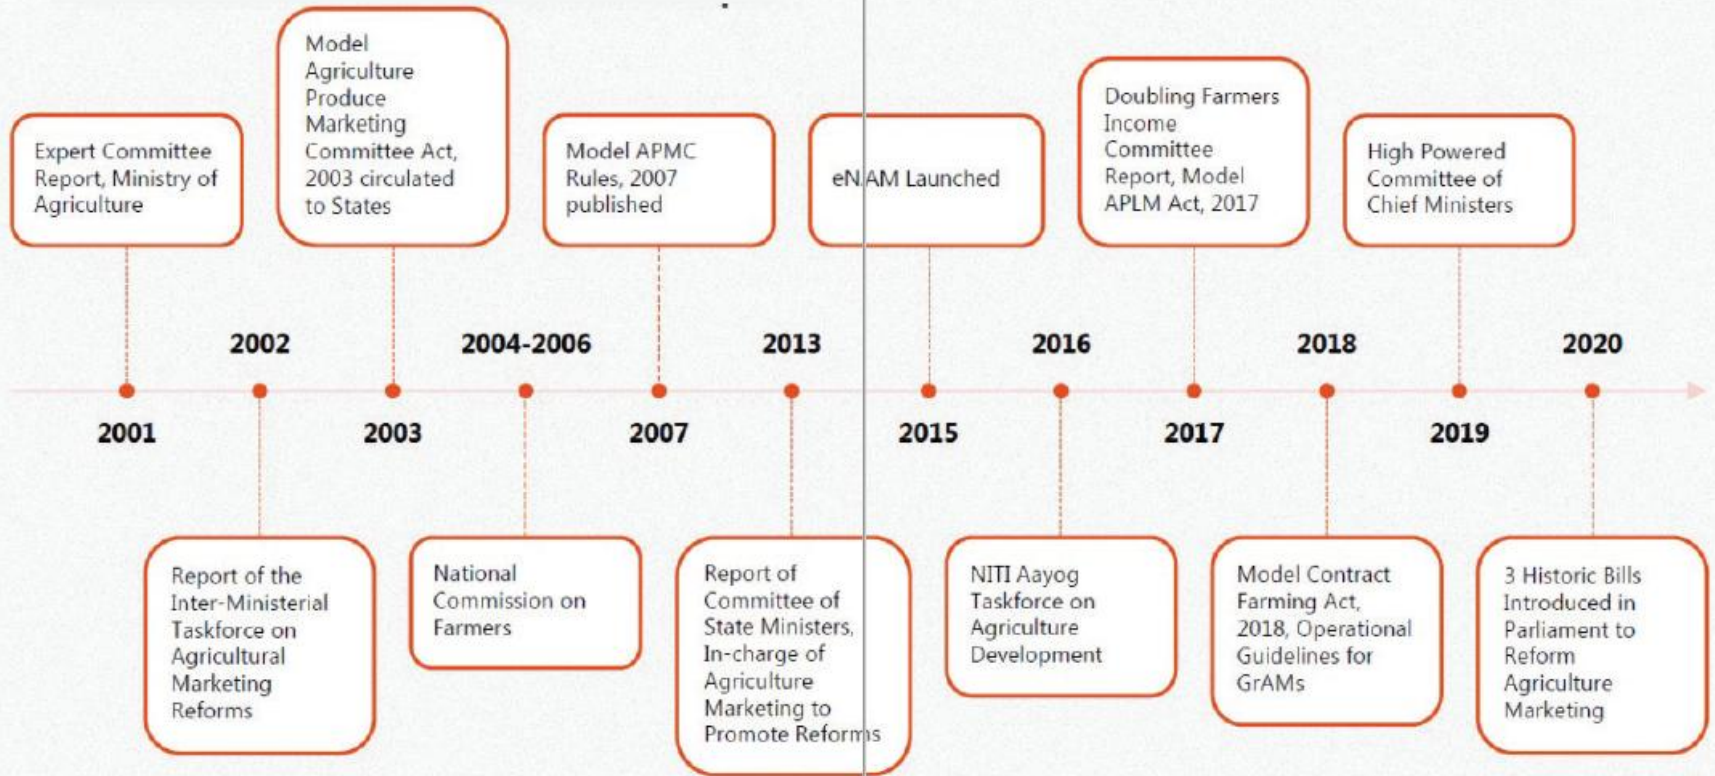 Expert Committee
Report, Ministry of
Agriculture
Model
Agriculture
Produce
Marketing
Committee Act,
2003 circulated
to States
Model APMC
Rules, 2007
published
eNAM Launched
Doubling Farmers
Income
Committee
Report, Model
APLM Act, 2017
High Powered
Committee of
Chief Ministers
2002
2004-2006
2013
2016
2018
2020
2001
2003
2007
2015
2017
2019
Report of the
Inter-Ministerial
Taskforce on
Agricultural
Marketing
Reforms
National
Commission on
Farmers
Report of
Committee of
State Ministers,
In-charge of
Agriculture
Marketing to
Promote Reforms
NITI Aayog
Taskforce on
Agriculture
Development
Model Contract
Farming Act,
2018, Operational
Guidelines for
GrAMs
3 Historic Bills
Introduced in
Parliament to
Reform
Agriculture
Marketing